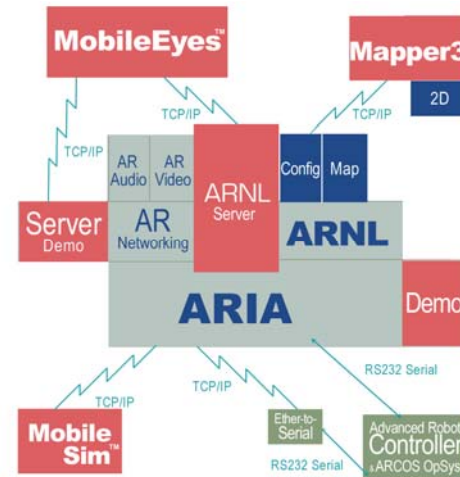 MobileEyes™
Mapper3
2D
TCP/IP
TCP/IP
TCP/IP
AR
Audio
AR
Video
ARNL
Server
Config
Map
Server
Demo
AR
Networking
ARNL
ARIA
Demo
RS232 Serial
TCP/IP
TCP/IP
Mobile
Sim™
Ether-to-
Serial
RS232 Serial
Advanced Robot
Controller
& ARCOS OpSys